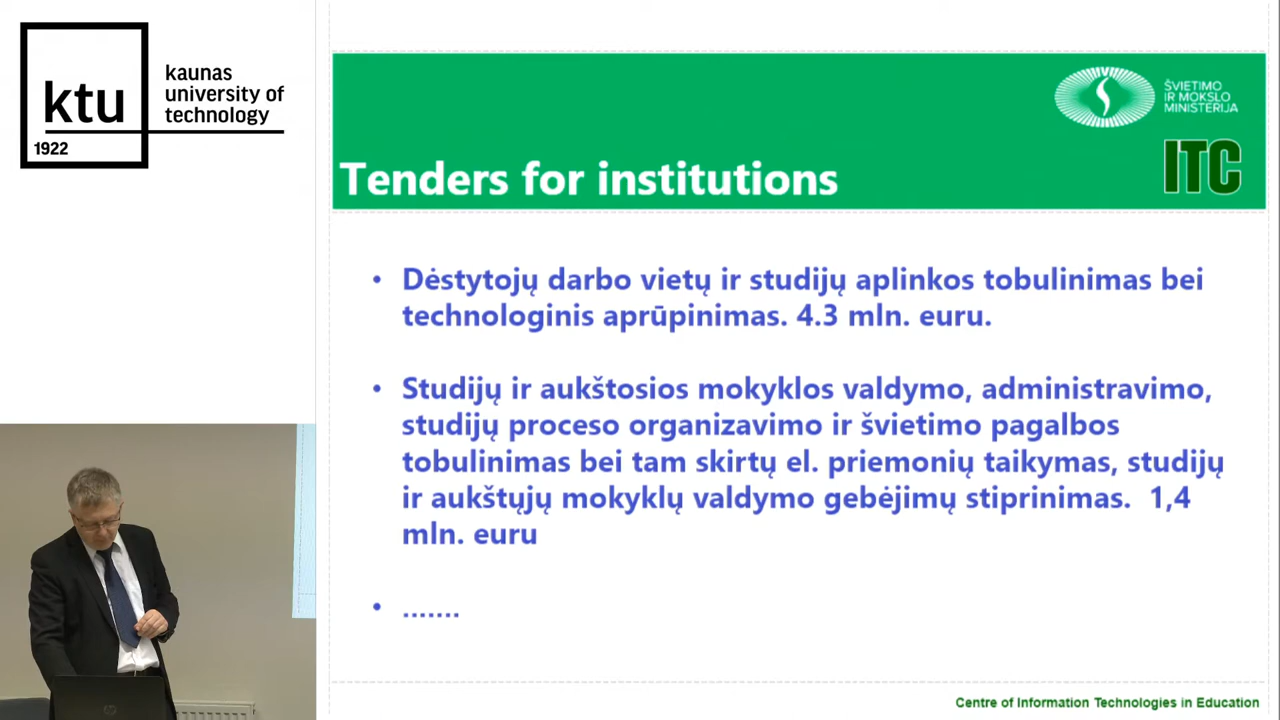 ktu
1922
kaunas
university of
technology
ŠVIETIMO
IR MOKSLO
MINISTERIJA
ITC
Tenders for institutions
• Dėstytojų darbo vietų ir studijų aplinkos tobulinimas bei
technologinis aprūpinimas. 4.3 mln. euru.
• Studijų ir aukštosios mokyklos valdymo, administravimo,
studijų proceso organizavimo ir švietimo pagalbos
tobulinimas bei tam skirtų el. priemonių taikymas, studijų
ir aukštųjų mokyklų valdymo gebėjimų stiprinimas. 1,4
mln. euru
• .......
Centre of Information Technologies in Education